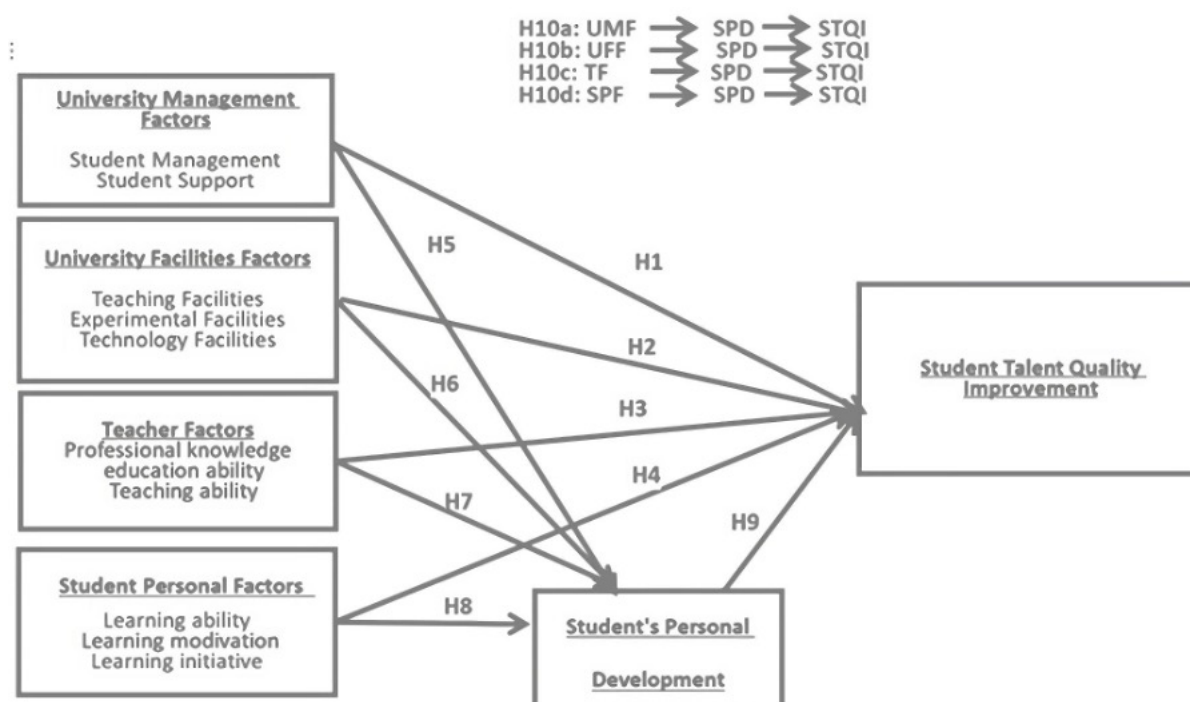 H10a: UMF SPD STQI
H10b: UFF SPD STQI
H10c: TF SPD STQI
H10d: SPF SPD STQI
University Management
Factors
Student Management
Student Support
University Facilities Factors
Teaching Facilities
Experimental Facilities
Technology Facilities
Teacher Factors
Professional knowledge
education ability
Teaching ability
Student Personal Factors
Learning ability
Learning modivation
Learning initiative
H5
H1
H2
H6
H3
H4
H7
H9
H8
Student Talent Quality
Improvement
Student's Personal
Development